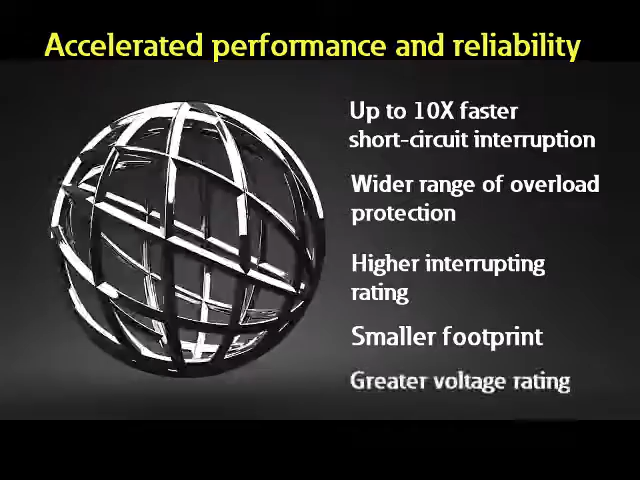 Accelerated performance and reliability
Up to 10X faster
short-circuit interruption
Wider range of overload
protection
Higher interrupting
rating
Smaller footprint
Greater voltage rating